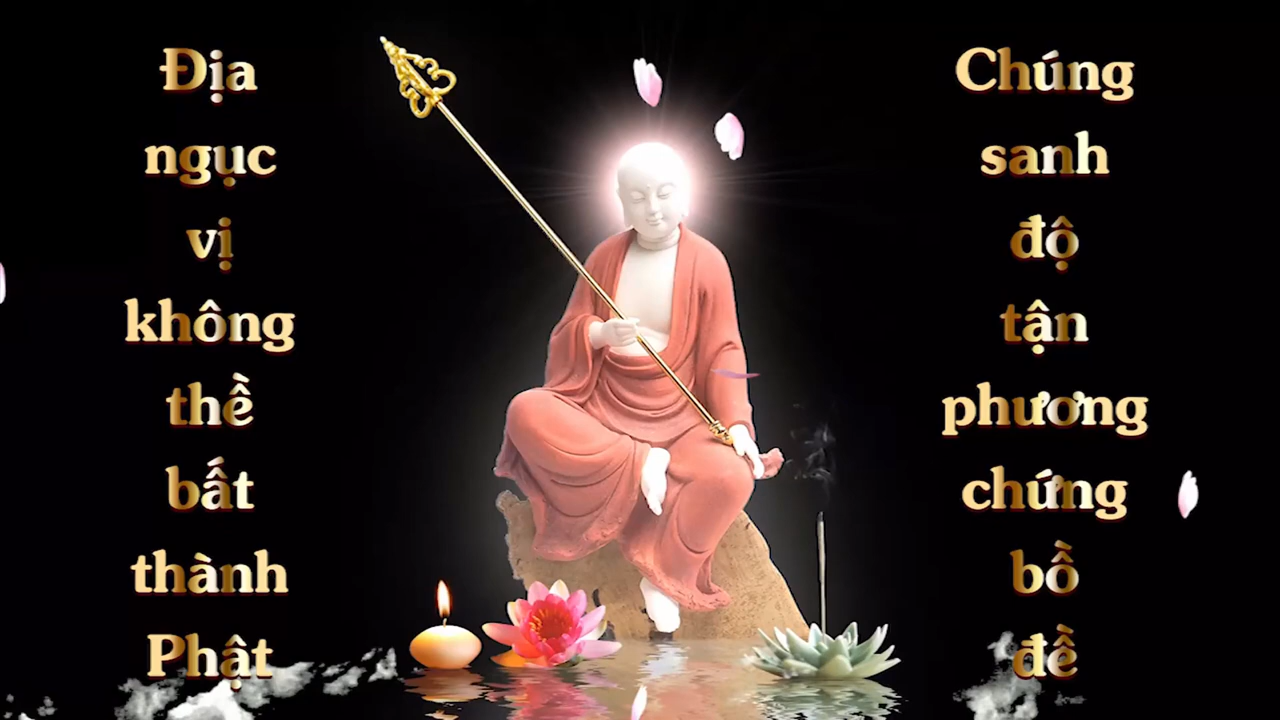 Địa
ngục
vị
không
thề
bất
thành
Phật
Chúng
sanh
độ
tận
phương
chứng
bồ
đề